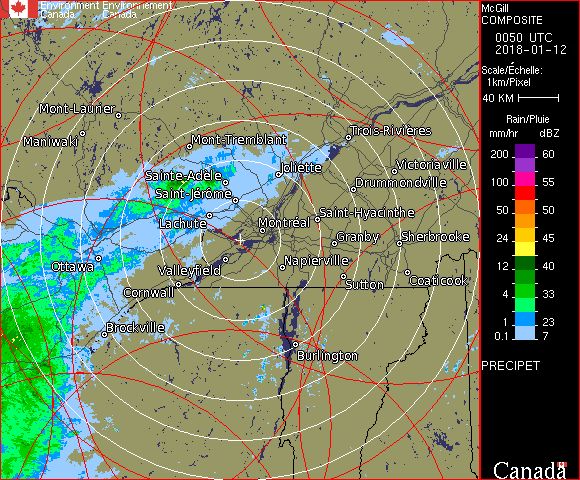 Environment Environnement
Canada Canada
McGill
COMPOSITE
0050 UTC
2018-01-12
Scale/Échelle:
1km/Pixel
40 KM
Rain/Pluie
mm/hr dBZ
200 60
100 55
50 50
24 45
12 40
4 33
0.1 7
8 35
1 23
PRECIPET
Canada
Mont-Laurier
Maniwaki
Mont-Tremblant
Trois-Rivières
Joliette
Victoriaville
Sainte-Adèle
Drummondville
Saint-Jérôme
Saint-Hyacinthe
Lachute
Montréal
Granby
Sherbrooke
Ottawa
Valleyfield
Napierville
Cornwall
Sutton
Coaticook
Brockville
Burlington